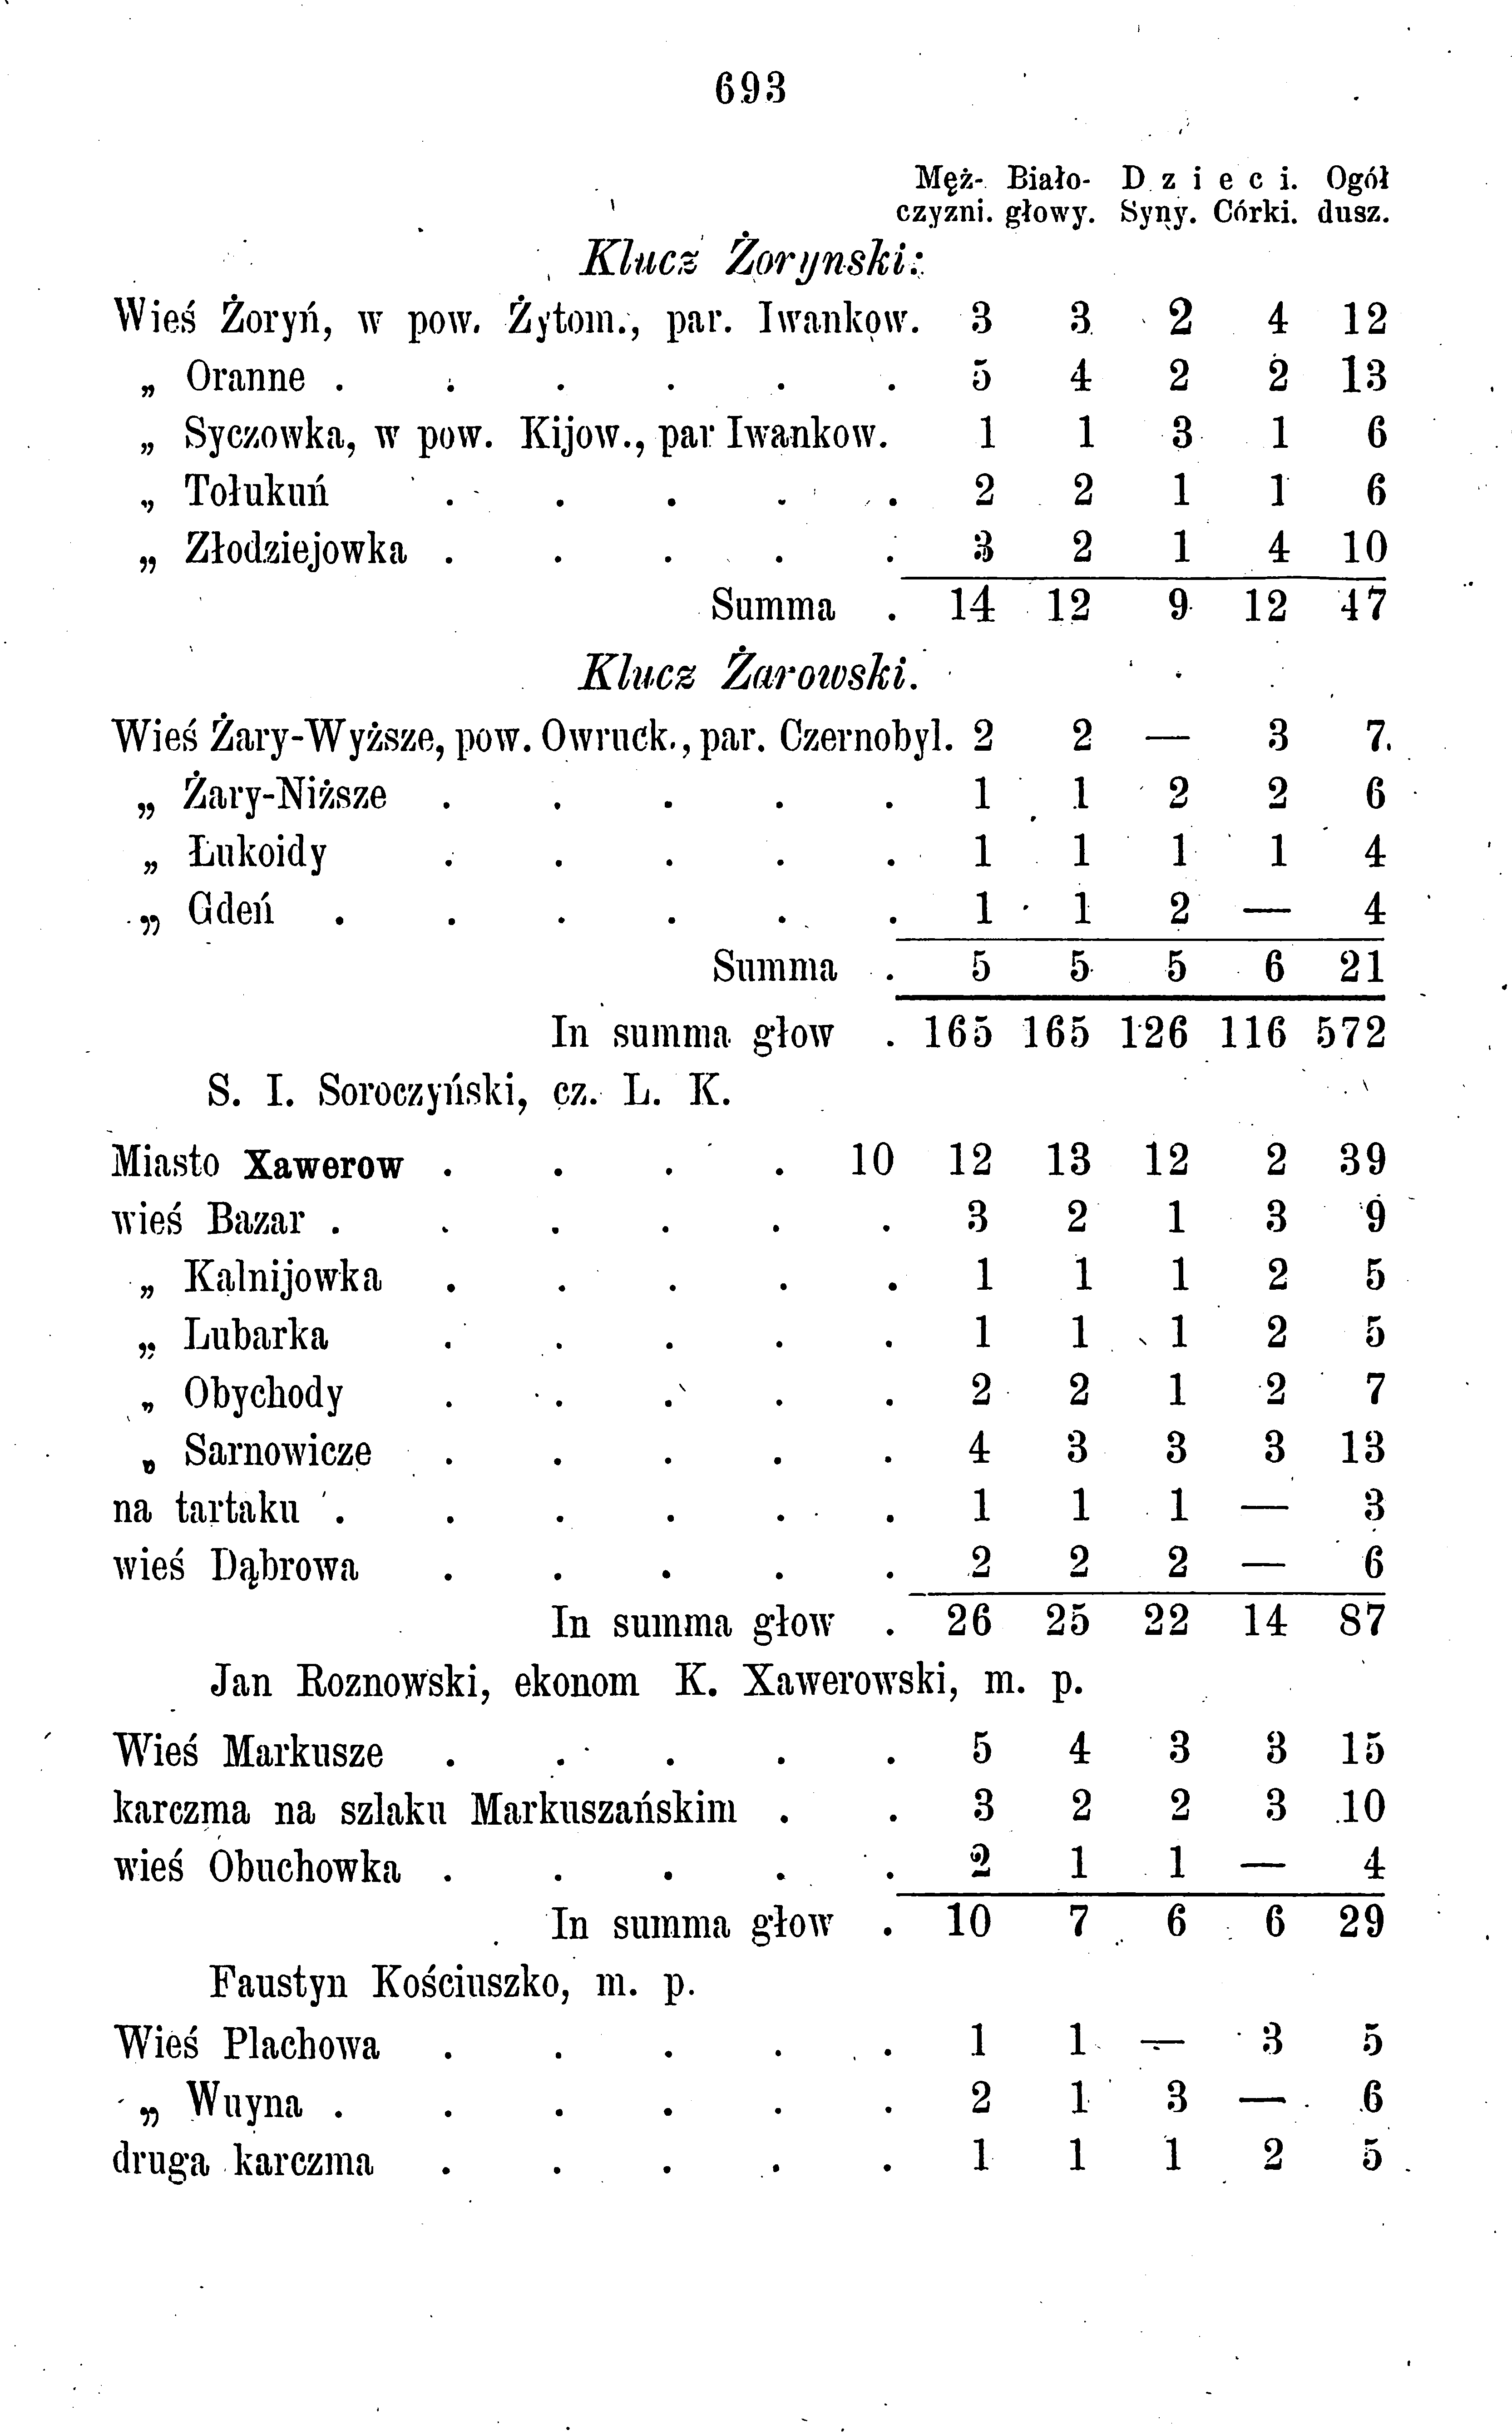 693
Męż- Biało- D z i e c i. Ogół
czyzni. głowy. Syny. Córki. dusz.
Klucz Żorynski:
Wieś Żoryń, w pow. Żytom., par. Iwankow. 3 3 2 4 12
„ Oranne . . . . . . 5 4 2 2 13
„ Syczowka, w pow. Kijow., par Iwankow. 1 1 3 1 6
„ Tołukuń . . . . . 2 2 1 1 6
„ Złodziejowka . . . . . 3 2 1 4 10
Summa . 14 12 9 12 47
Klucz Żarowski.
Wieś Żary-Wyższe, pow. Owruck., par. Czernobyl. 2 2 — 3 7.
„ Żary-Niższe . . . . . 1 1 2 2 6
„ Łukoidy . . . . . 1 1 1 1 4
„ Gdeń . . . . . . 1 1 2 — 4
Summa . 5 5 5 6 21
In summa głow . 165 165 126 116 572
S. I. Soroczyński, cz. L. K.
Miasto Xawerow . . . . 10 12 13 12 2 39
wieś Bazar . . . . . . 3 2 1 3 9
„ Kalnijowka . . . . . 1 1 1 2 5
„ Lubarka . . . . . 1 1 1 2 5
„ Obychody . . . . . 2 2 1 2 7
„ Sarnowicze . . . . . 4 3 3 3 13
na tartaku . . . . . . 1 1 1 — 3
wieś Dąbrowa . . . . . 2 2 2 — 6
In summa głow . 26 25 22 14 87
Jan Roznowski, ekonom K. Xawerowski, m. p.
Wieś Markusze . . . . . 5 4 3 3 15
karczma na szlaku Markuszańskim . . 3 2 2 3 10
wieś Obuchowka . . . . . 2 1 1 — 4
In summa głow . 10 7 6 6 29
Faustyn Kościuszko, m. p.
Wieś Plachowa . . . . . 1 1 — 3 5
„ Wuyna . . . . . . 2 1 3 — 6
druga karczma . . . . . 1 1 1 2 5